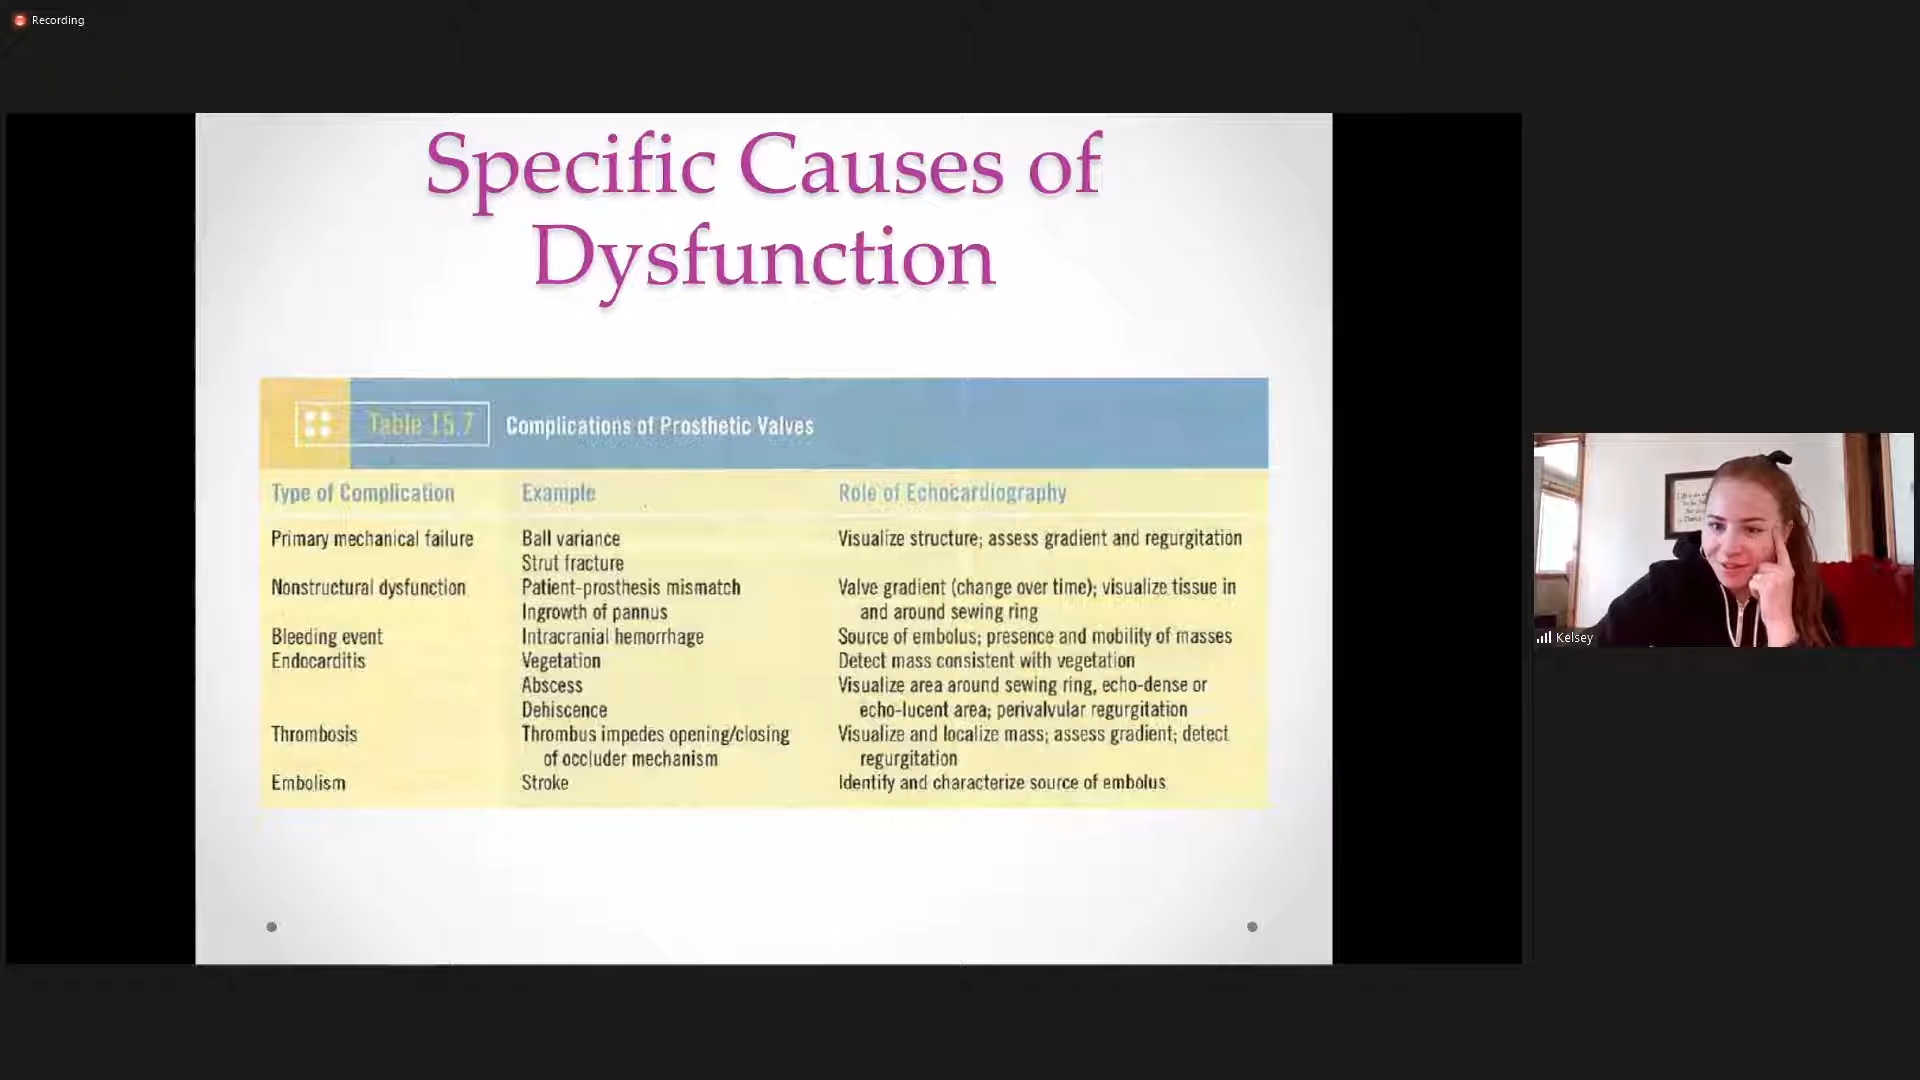 Recording
Specific Causes of
Dysfunction
Table 15.7 Complications of Prosthetic Valves
Type of Complication Example Role of Echocardiography
Primary mechanical failure Ball variance Visualize structure; assess gradient and regurgitation
Strut fracture
Nonstructural dysfunction Patient-prosthesis mismatch Valve gradient (change over time); visualize tissue in
Ingrowth of pannus and around sewing ring
Bleeding event Intracranial hemorrhage Source of embolus; presence and mobility of masses
Endocarditis Vegetation Detect mass consistent with vegetation
Abscess Visualize area around sewing ring, echo-dense or
Dehiscence echo-lucent area; perivalvular regurgitation
Thrombosis Thrombus impedes opening/closing Visualize and localize mass; assess gradient; detect
of occluder mechanism regurgitation
Embolism Stroke Identify and characterize source of embolus
Kelsey